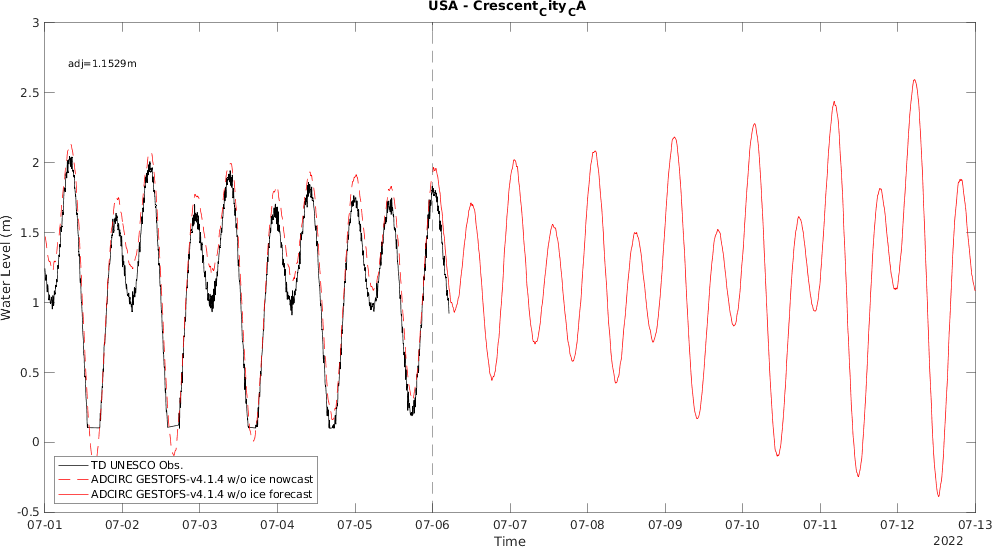 USA - Crescent_City_CA
3
adj=1.1529m
2.5
2
1.5
1
0.5
0
-0.5
Water Level (m)
TD UNESCO Obs.
ADCIRC GESTOFS-v4.1.4 w/o ice nowcast
ADCIRC GESTOFS-v4.1.4 w/o ice forecast
07-01 07-02 07-03 07-04 07-05 07-06 07-07 07-08 07-09 07-10 07-11 07-12 07-13
Time
2022